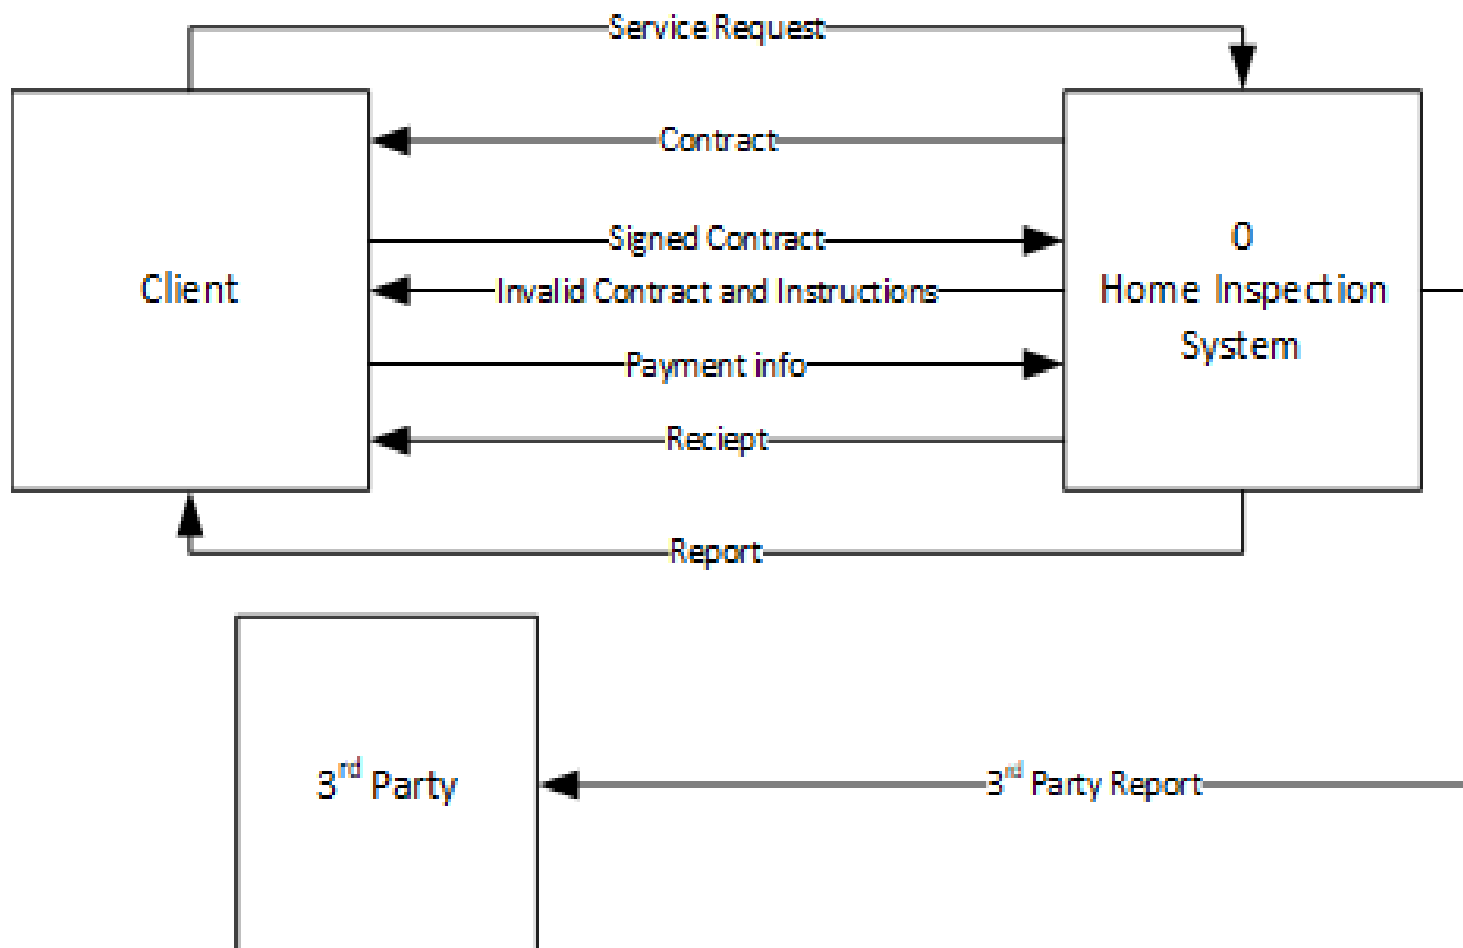 Service Request
Contract
Signed Contract
Client
Invalid Contract and Instructions
0
Home Inspection
System
Payment info
Reciept
Report
3rd Party
3rd Party Report